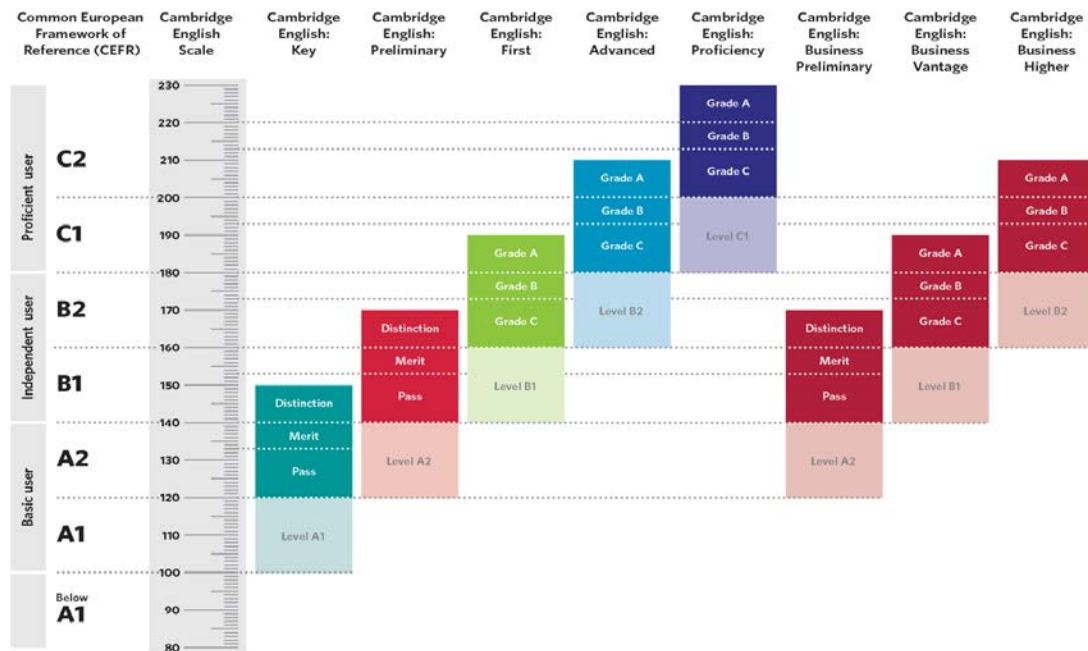 Common European
Framework of
Reference (CEFR)
Cambridge
English
Scale
Cambridge
English:
Key
Cambridge
English:
Preliminary
Cambridge
English:
First
Cambridge
English:
Advanced
Cambridge
English:
Proficiency
Cambridge
English:
Business
Preliminary
Cambridge
English:
Business
Vantage
Cambridge
English:
Business
Higher
Proficient user
C2
C1
Independent user
B2
B1
Basic user
A2
A1
Below
A1
230
220
210
200
190
180
170
160
150
140
130
120
110
100
90
80
Distinction
Merit
Pass
Level A1
Distinction
Merit
Pass
Level A2
Grade A
Grade B
Grade C
Level B1
Grade A
Grade B
Grade C
Level B2
Grade A
Grade B
Grade C
Level C1
Distinction
Merit
Pass
Level A2
Grade A
Grade B
Grade C
Level B1
Grade A
Grade B
Grade C
Level B2